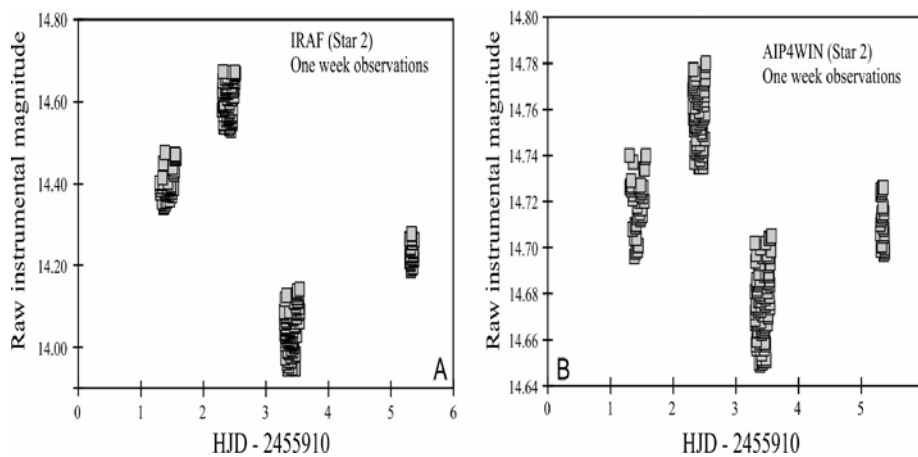 14.80
14.60
14.40
14.20
14.00
Raw instrumental magnitude
IRAF (Star 2)
One week observations
A
0 1 2 3 4 5 6
HJD - 2455910
14.80
14.78
14.76
14.74
14.72
14.70
14.68
14.66
14.64
Raw instrumental magnitude
AIP4WIN (Star 2)
One week observations
B
0 1 2 3 4 5 6
HJD - 2455910